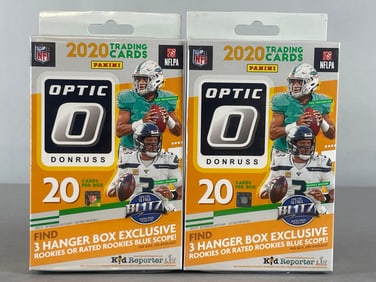 2020 TRADING CARDS
PANINI
NFL
NFLPA
OPTIC
DONRUSS
20 CARDS PER BOX
BLITZ
FIND
3 HANGER BOX EXCLUSIVE
ROOKIES OR RATED ROOKIES BLUE SCOPE!
Kid Reporter
2020 TRADING CARDS
PANINI
NFL
NFLPA
OPTIC
DONRUSS
20 CARDS PER BOX
BLITZ
FIND
3 HANGER BOX EXCLUSIVE
ROOKIES OR RATED ROOKIES BLUE SCOPE!
Kid Reporter